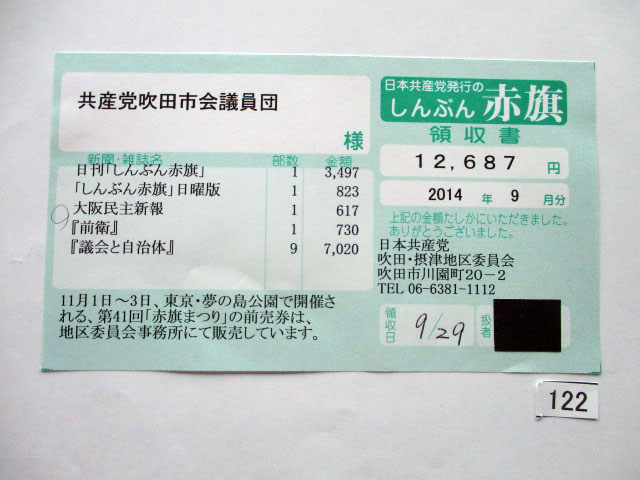 共産党吹田市会議員団
様
新聞・雑誌名 部数 金額
日刊「しんぶん赤旗」 1 3,497
「しんぶん赤旗」日曜版 1 823
9 大阪民主新報 1 617
『前衛』 1 730
『議会と自治体』 9 7,020
11月1日～3日、東京・夢の島公園で開催さ
れる、第41回「赤旗まつり」の前売券は、
地区委員会事務所にて販売しています。
日本共産党発行の
しんぶん 赤旗
領収書
12,687 円
2014 年 9 月分
上記の金額たしかにいただきました。
ありがとうございました。
日本共産党
吹田・摂津地区委員会
吹田市川園町20－2
TEL 06-6381-1112
領収日 9/29 扱者
122